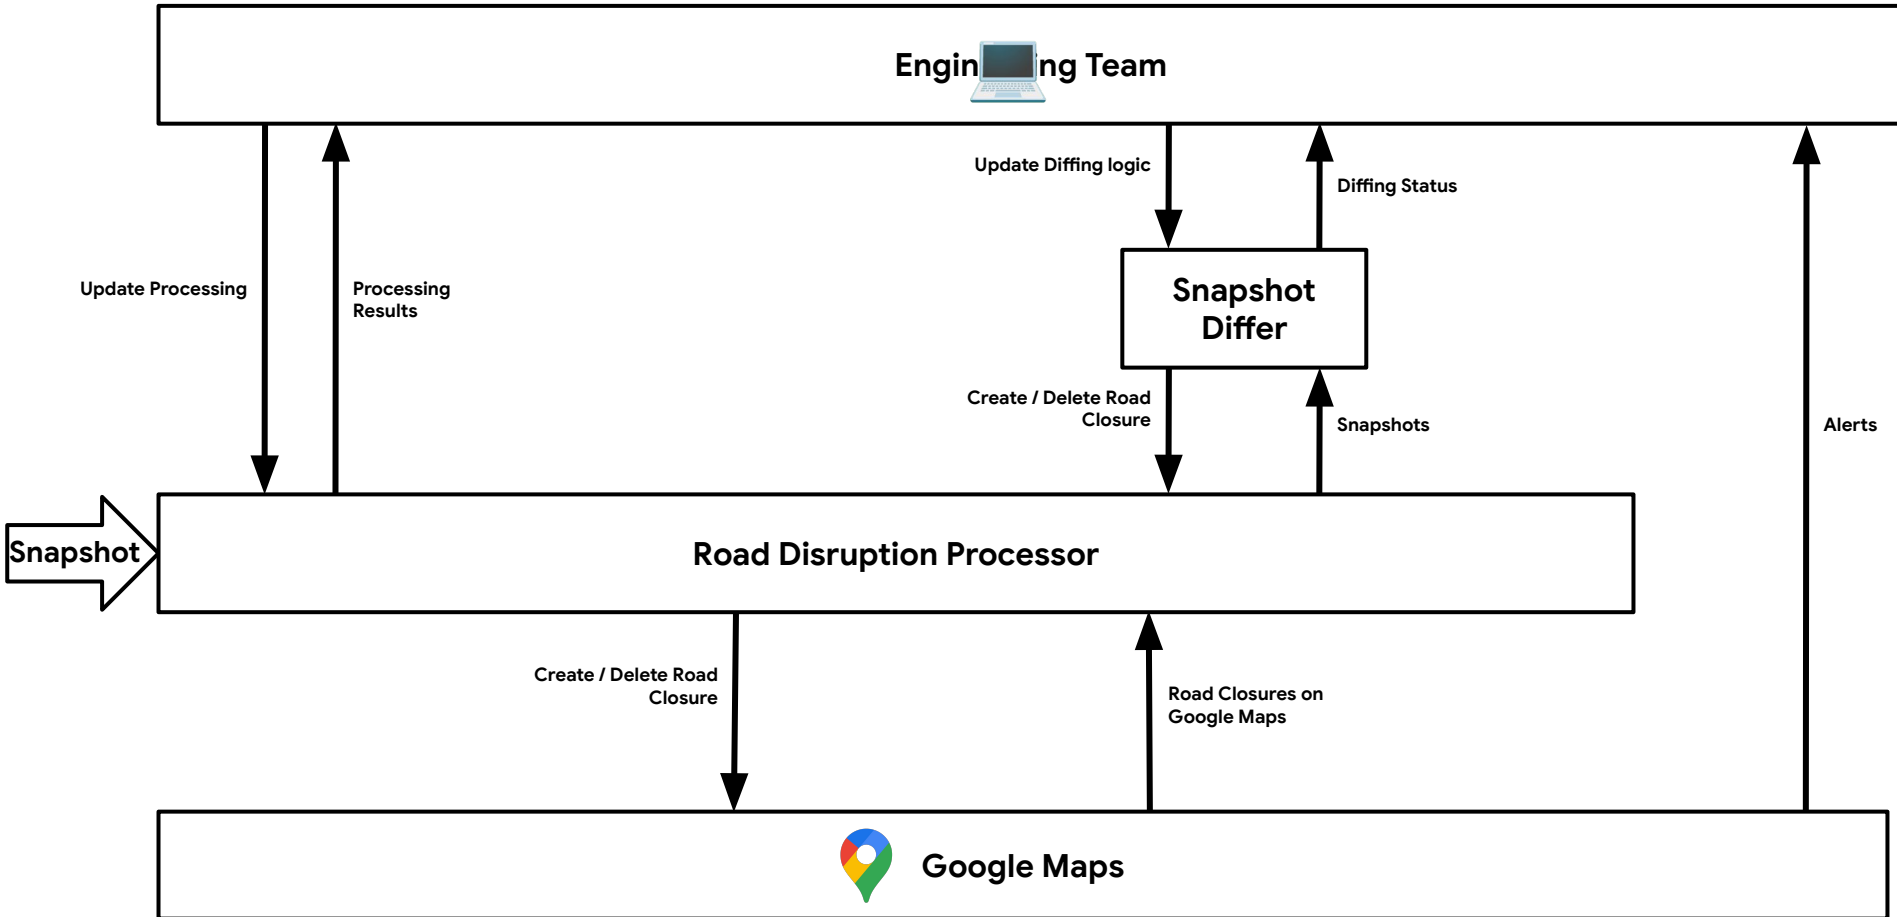 Engin ng Team
Update Diffing logic
Diffing Status
Update Processing
Processing
Results
Snapshot
Differ
Create / Delete Road
Closure
Snapshots
Alerts
Snapshot
Road Disruption Processor
Create / Delete Road
Closure
Road Closures on
Google Maps
Google Maps